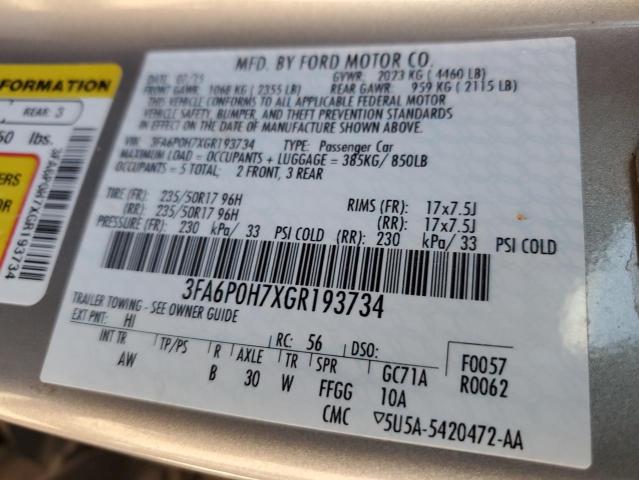 MFD. BY FORD MOTOR CO.
DATE: 07/15 GVWR: 2023 KG ( 4460 LB)
FRONT GAWR: 1068 KG ( 2355 LB) REAR GAWR: 959 KG ( 2115 LB)
THIS VEHICLE CONFORMS TO ALL APPLICABLE FEDERAL MOTOR
VEHICLE SAFETY, BUMPER, AND THEFT PREVENTION STANDARDS
IN EFFECT ON THE DATE OF MANUFACTURE SHOWN ABOVE.
VIN: 3FA6P0H7XGR193734 TYPE: Passenger Car
MAXIMUM LOAD = OCCUPANTS + LUGGAGE = 385KG/ 850LB
OCCUPANTS = 5 TOTAL: 2 FRONT, 3 REAR
TIRE (FR): 235/50R17 96H RIMS (FR): 17x7.5J
(RR): 235/50R17 96H (RR): 17x7.5J
PRESSURE (FR): 230 kPa/ 33 PSI COLD (RR): 230 kPa/ 33 PSI COLD
3FA6P0H7XGR193734
TRAILER TOWING - SEE OWNER GUIDE
EXT PNT: HI RC: 56 DSO: F0057
INT TR TP/PS R AXLE TR SPR GC71A R0062
AW B 30 W FFGG 10A
CMC ▽5U5A-5420472-AA
FORMATION
REAR: 3
50 lbs.
ERS
OR
3FA6P0H7XGR193734